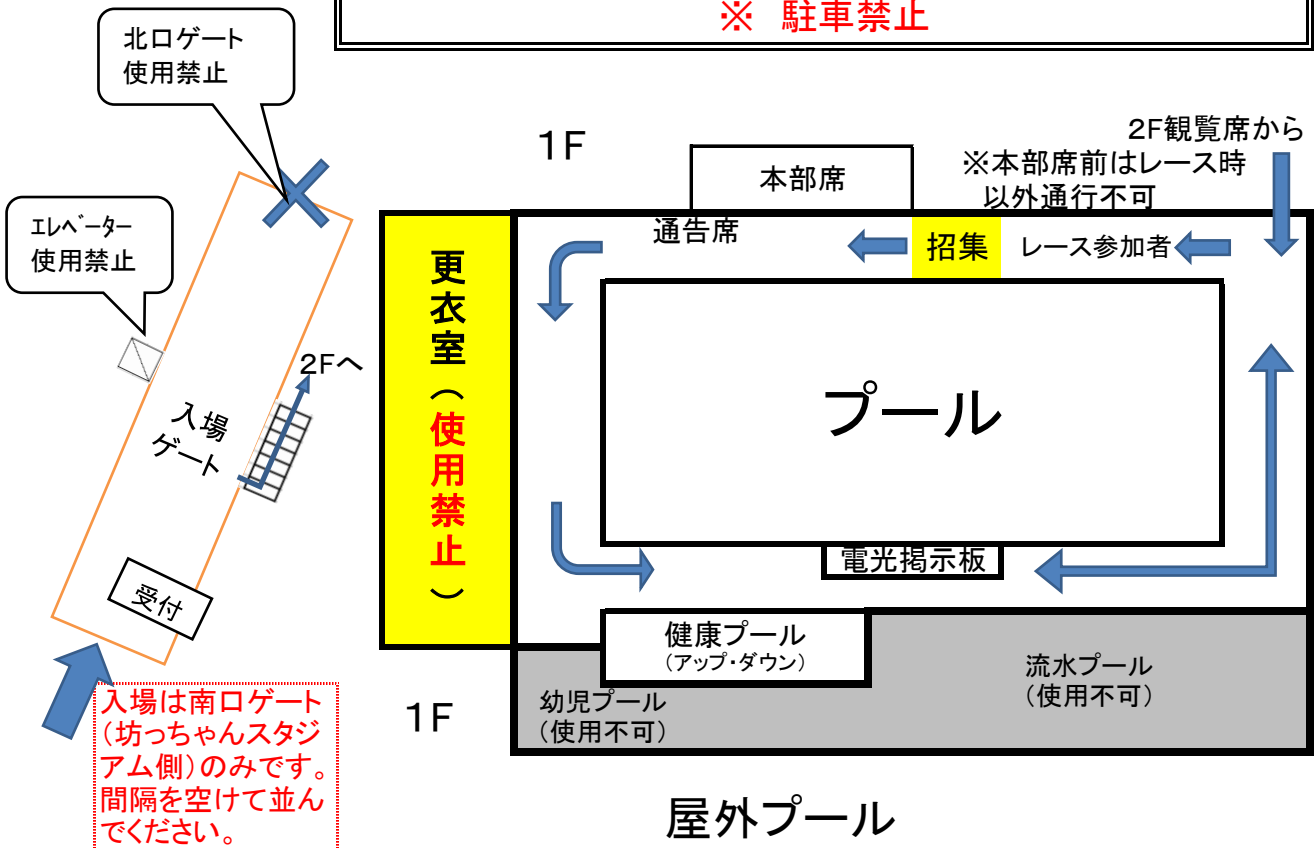 ※ 駐車禁止
北口ゲート
使用禁止
1F
本部席
2F観覧席から
※本部席前はレース時
以外通行不可
エレベーター
使用禁止
通告席
招集
レース参加者
更衣室(使用禁止)
2Fへ
入場
ゲート
プール
電光掲示板
受付
健康プール
(アップ・ダウン)
流水プール
(使用不可)
幼児プール
(使用不可)
1F
入場は南口ゲート
(坊っちゃんスタジ
アム側)のみです。
間隔を空けて並ん
でください。
屋外プール